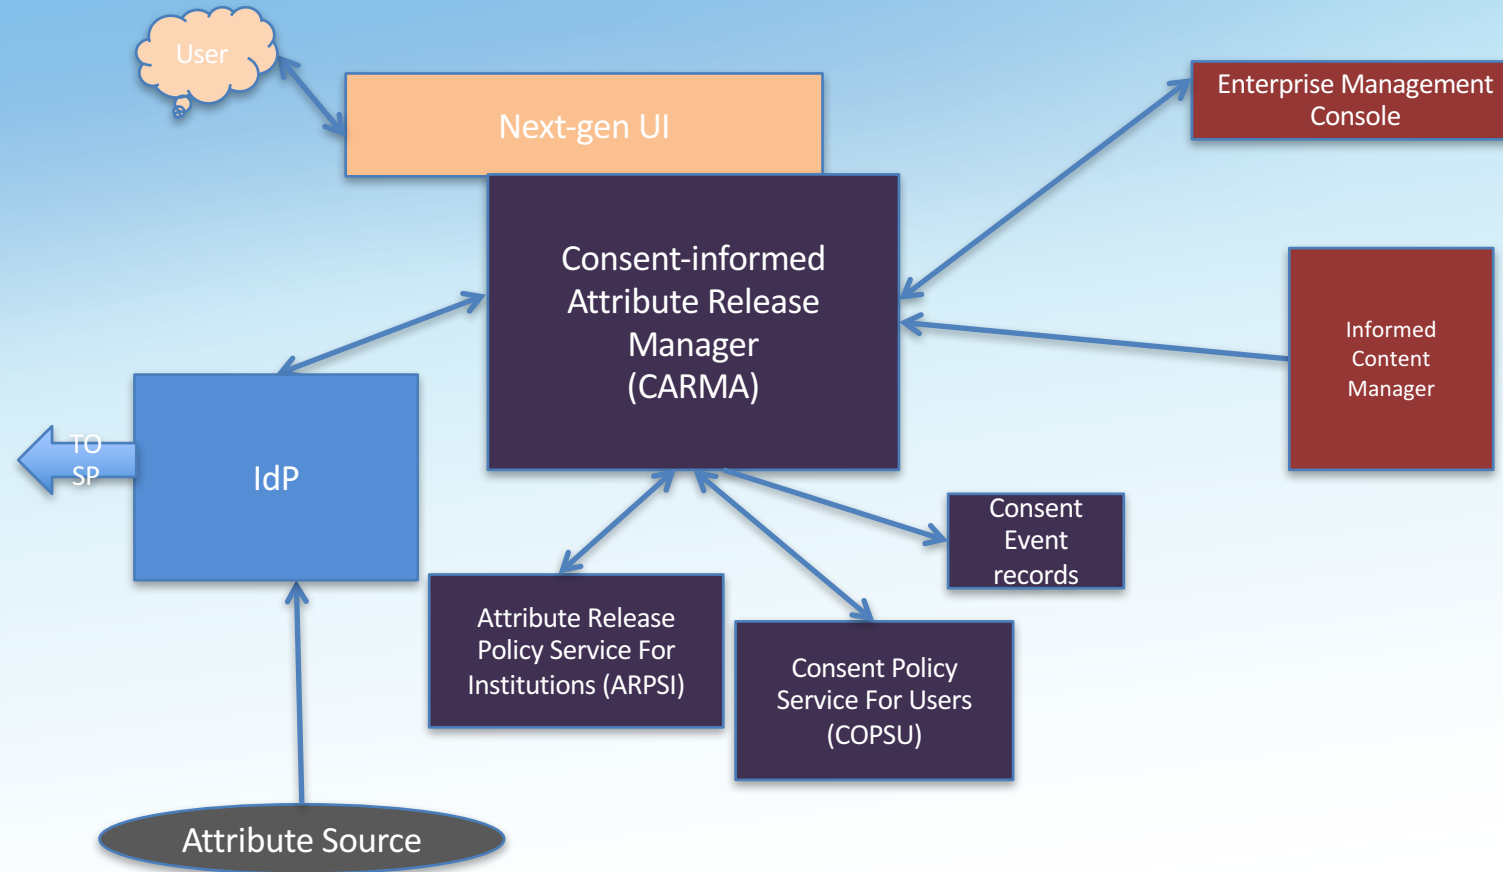 User
Next-gen UI
Enterprise Management
Console
Consent-informed
Attribute Release
Manager
(CARMA)
Informed
Content
Manager
TO
SP
IdP
Consent
Event
records
Attribute Release
Policy Service For
Institutions (ARPSI)
Consent Policy
Service For Users
(COPSU)
Attribute Source